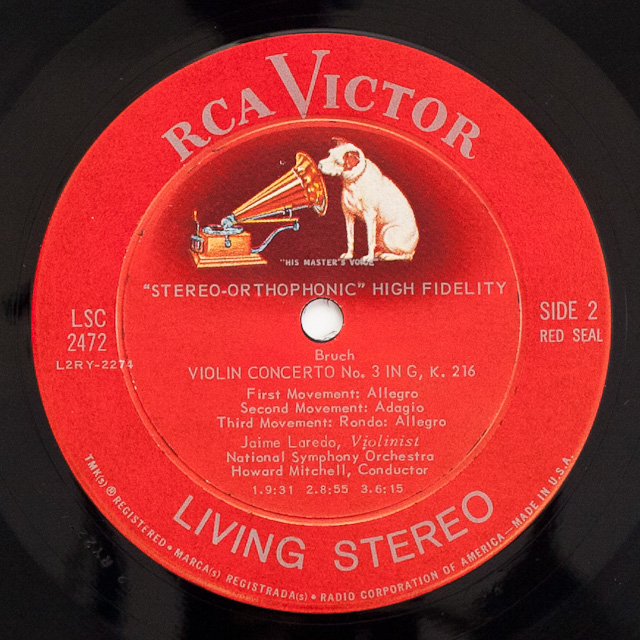 RCA VICTOR
"HIS MASTER'S VOICE"
"STEREO-ORTHOPHONIC" HIGH FIDELITY
LSC
2472
L2RY-2274
SIDE 2
RED SEAL
Bruch
VIOLIN CONCERTO No. 3 IN G, K. 216
First Movement: Allegro
Second Movement: Adagio
Third Movement: Rondo: Allegro
Jaime Laredo, Violinist
National Symphony Orchestra
Howard Mitchell, Conductor
1.9:31 2.8:55 3.6:15
LIVING STEREO
TMK(s) ® REGISTERED • MARCA(s) REGISTRADA(s) • RADIO CORPORATION OF AMERICA—MADE IN U.S.A.